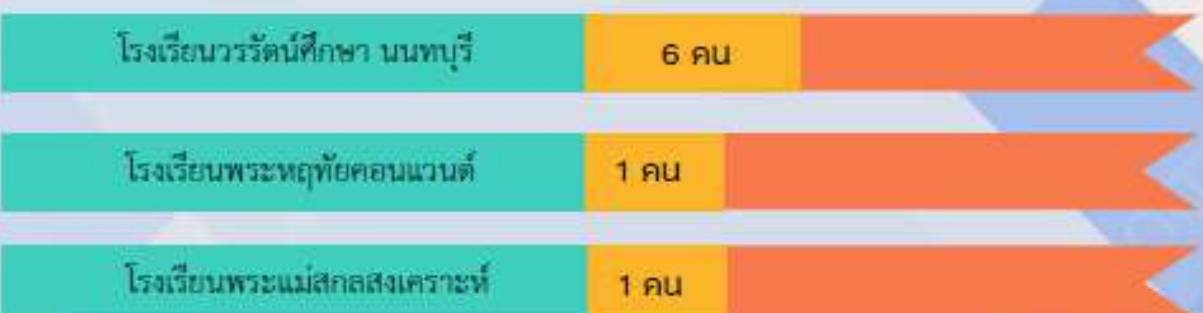 โรงเรียนวรรัตน์ศึกษา นนทบุรี 6 คน
โรงเรียนพระหฤทัยคอนแวนต์ 1 คน
โรงเรียนพระแม่สกลสงเคราะห์ 1 คน